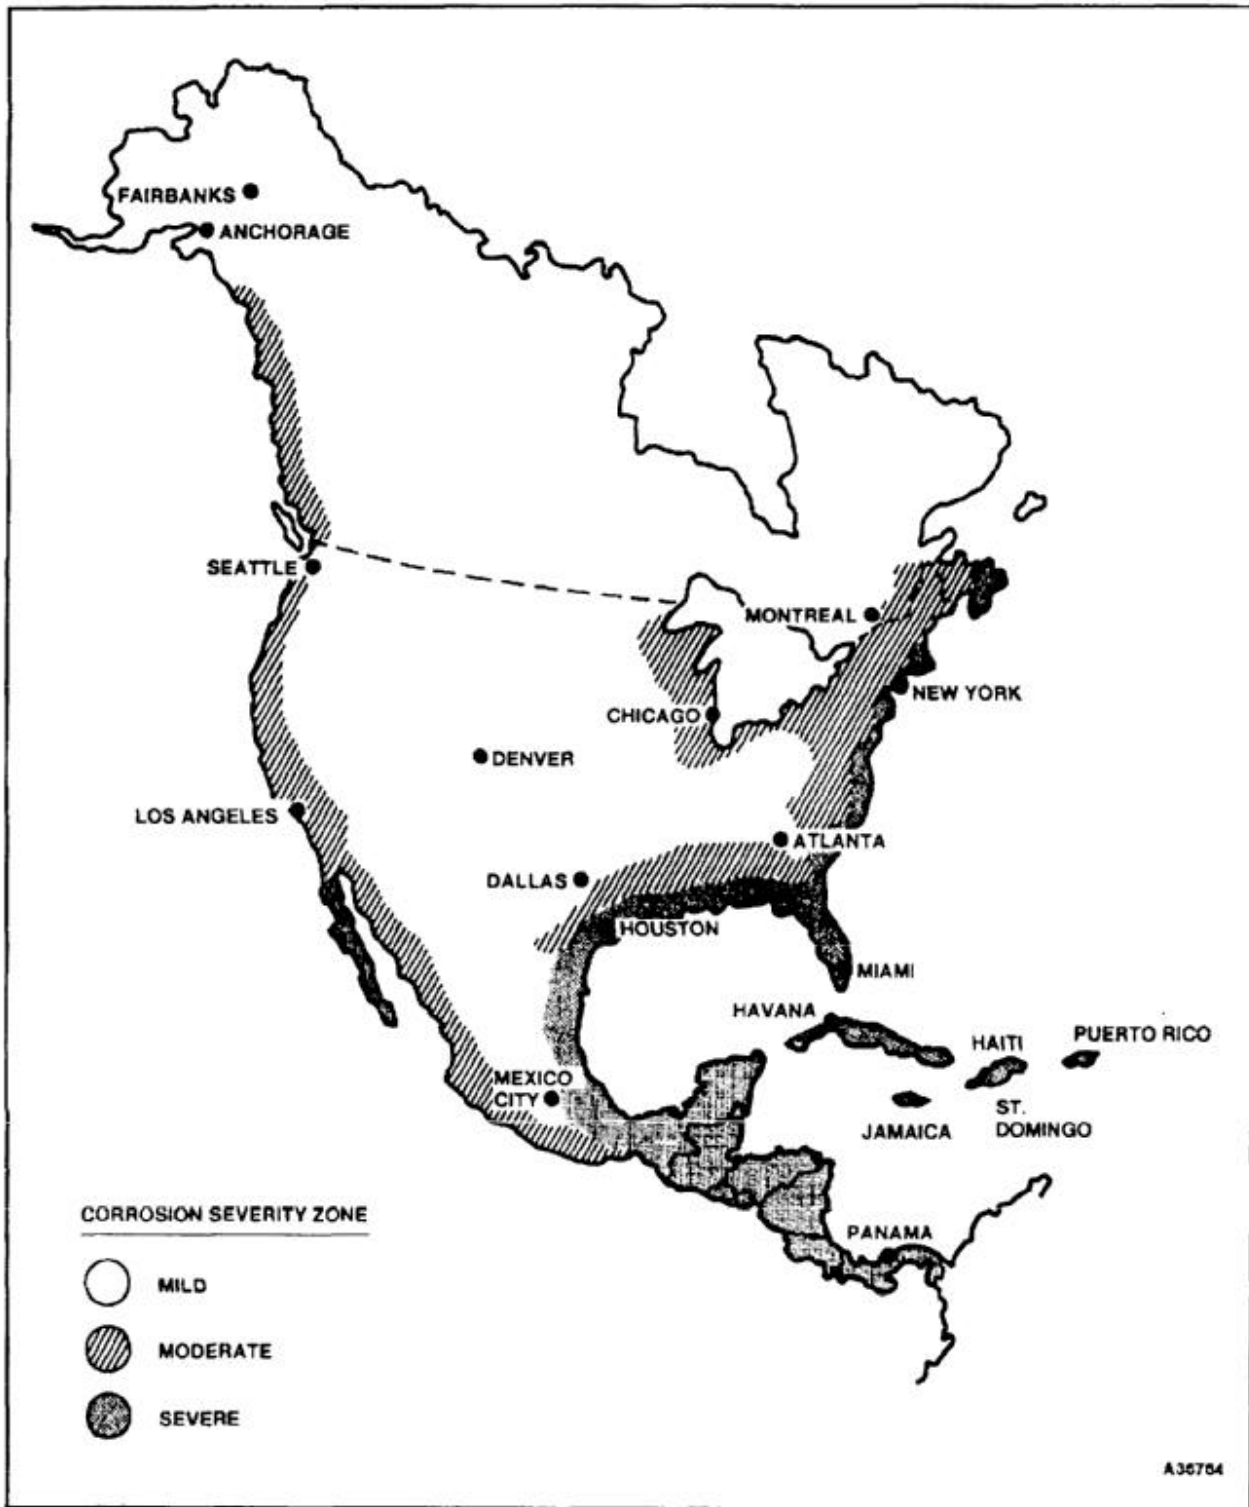 FAIRBANKS
ANCHORAGE
SEATTLE
MONTREAL
NEW YORK
CHICAGO
DENVER
LOS ANGELES
ATLANTA
DALLAS
HOUSTON
MIAMI
HAVANA
HAITI
PUERTO RICO
MEXICO
CITY
JAMAICA
ST.
DOMINGO
PANAMA
CORROSION SEVERITY ZONE
MILD
MODERATE
SEVERE
A36764